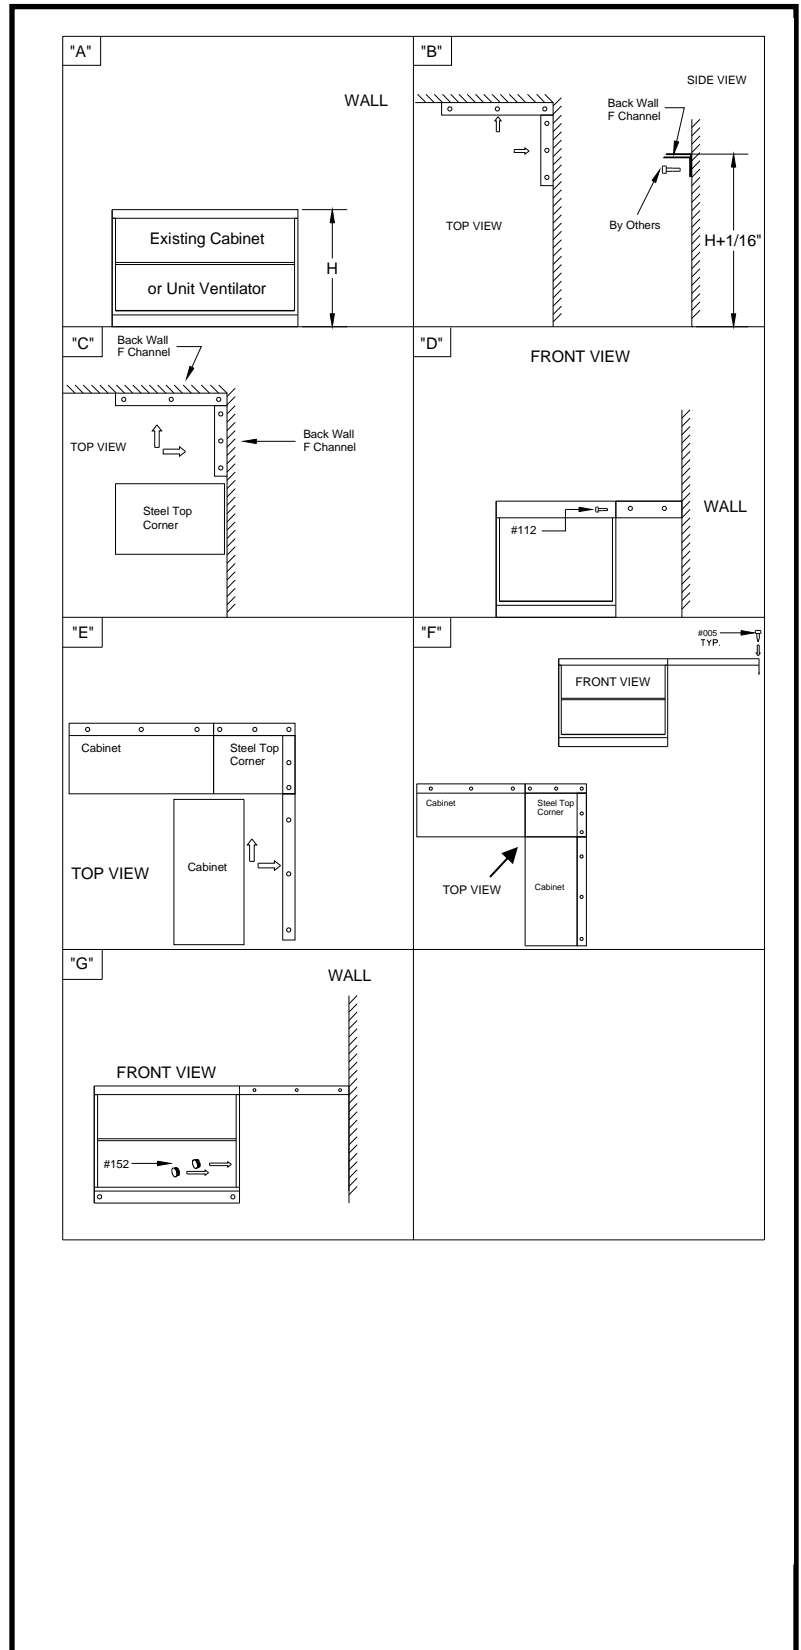 "A"
WALL
Existing Cabinet
or Unit Ventilator
H
"B"
SIDE VIEW
Back Wall
F Channel
TOP VIEW
By Others
H+1/16"
"C"
Back Wall
F Channel
TOP VIEW
Back Wall
F Channel
Steel Top
Corner
"D"
FRONT VIEW
WALL
#112
"E"
Cabinet
Steel Top
Corner
TOP VIEW
Cabinet
"F"
#005
TYP.
FRONT VIEW
Cabinet
Steel Top
Corner
TOP VIEW
Cabinet
"G"
WALL
FRONT VIEW
#152